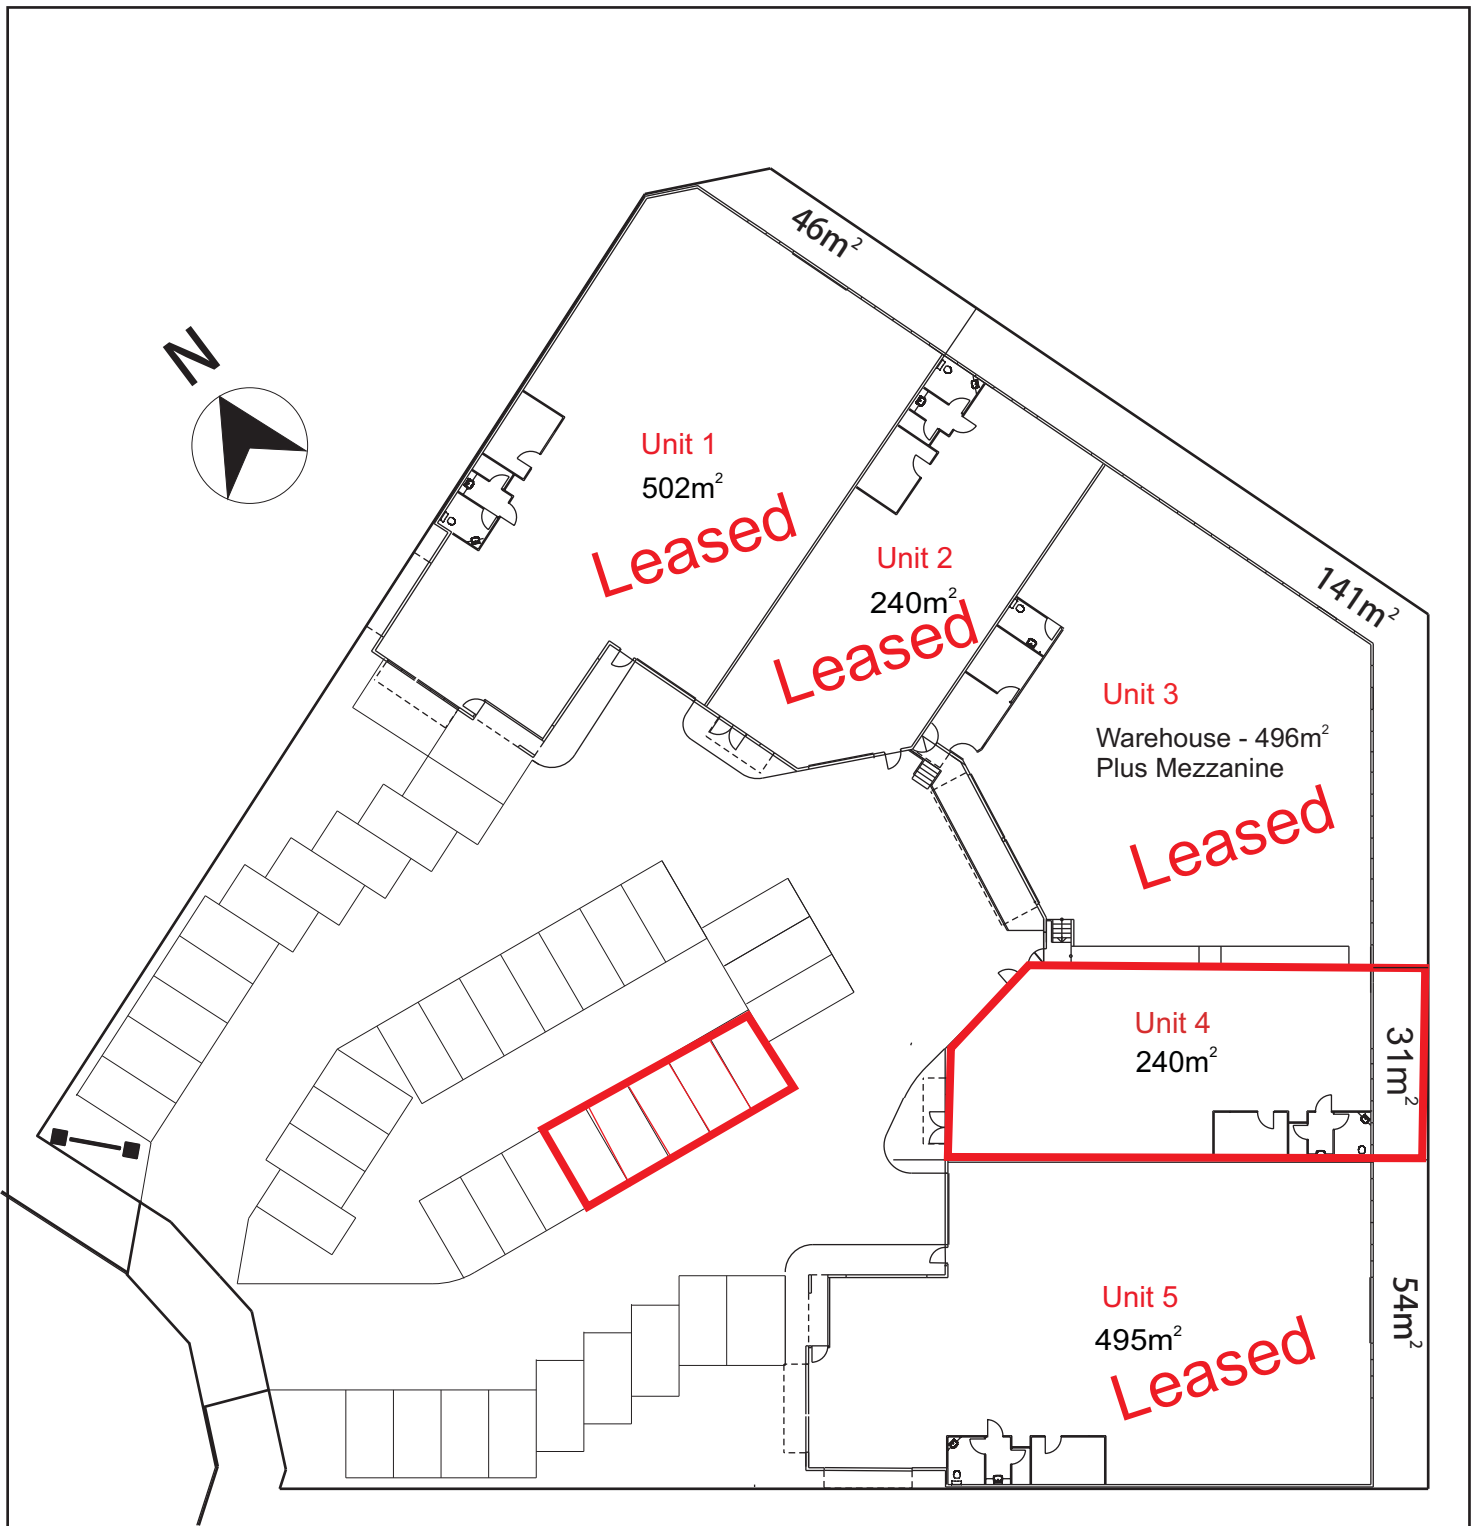 46m²
N
Unit 1
502m²
Leased
Unit 2
240m²
Leased
141m²
Unit 3
Warehouse - 496m²
Plus Mezzanine
Leased
Unit 4
240m²
31m²
Unit 5
495m²
Leased
54m²